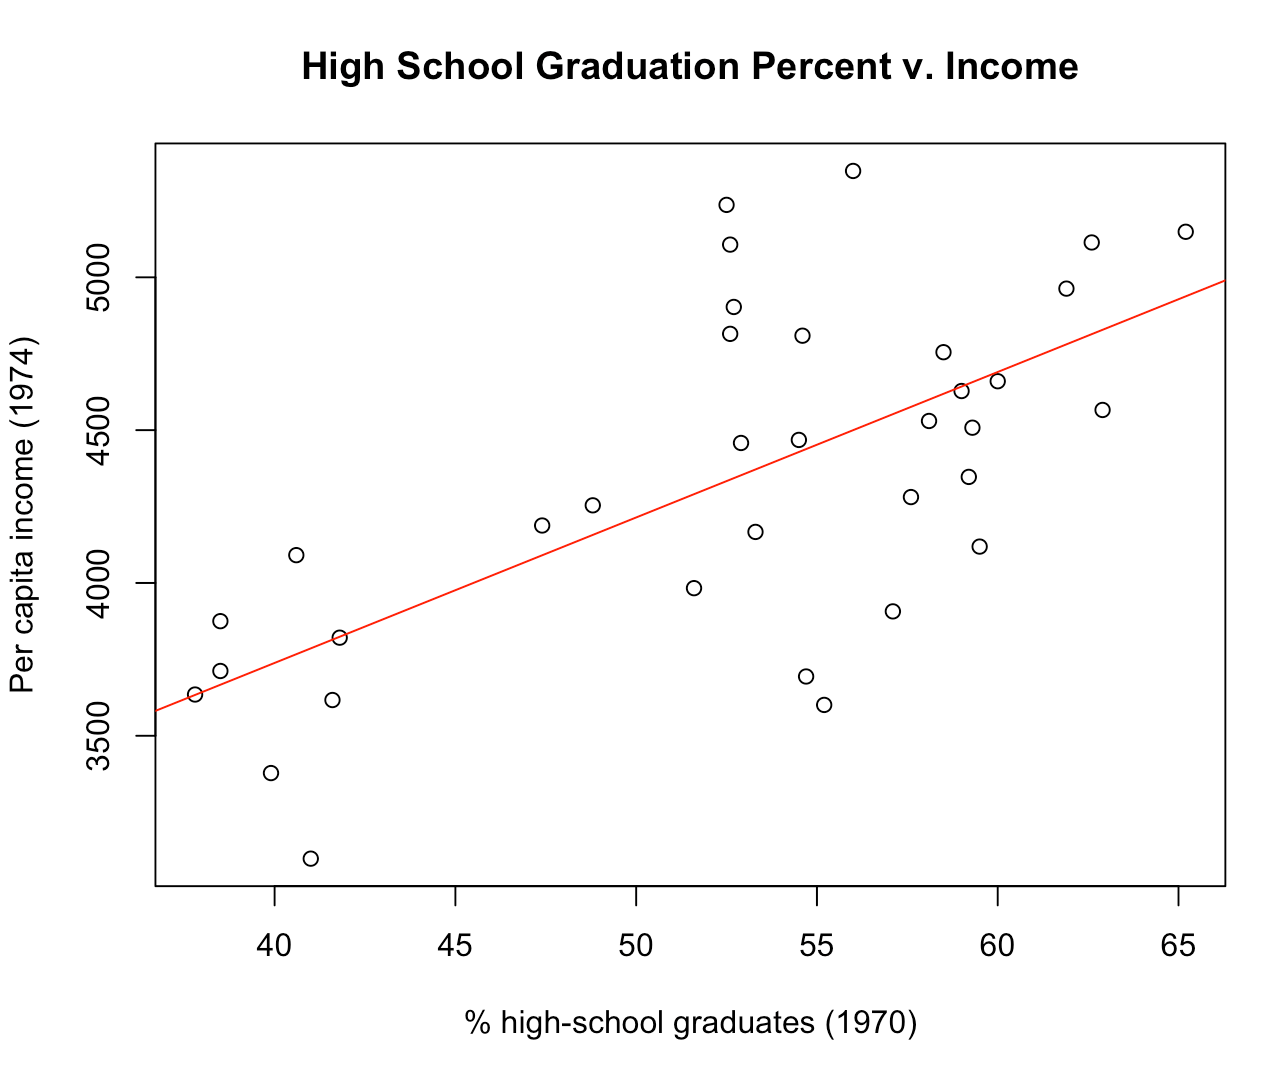 High School Graduation Percent v. Income
Per capita income (1974)
5000
4500
4000
3500
40 45 50 55 60 65
% high-school graduates (1970)